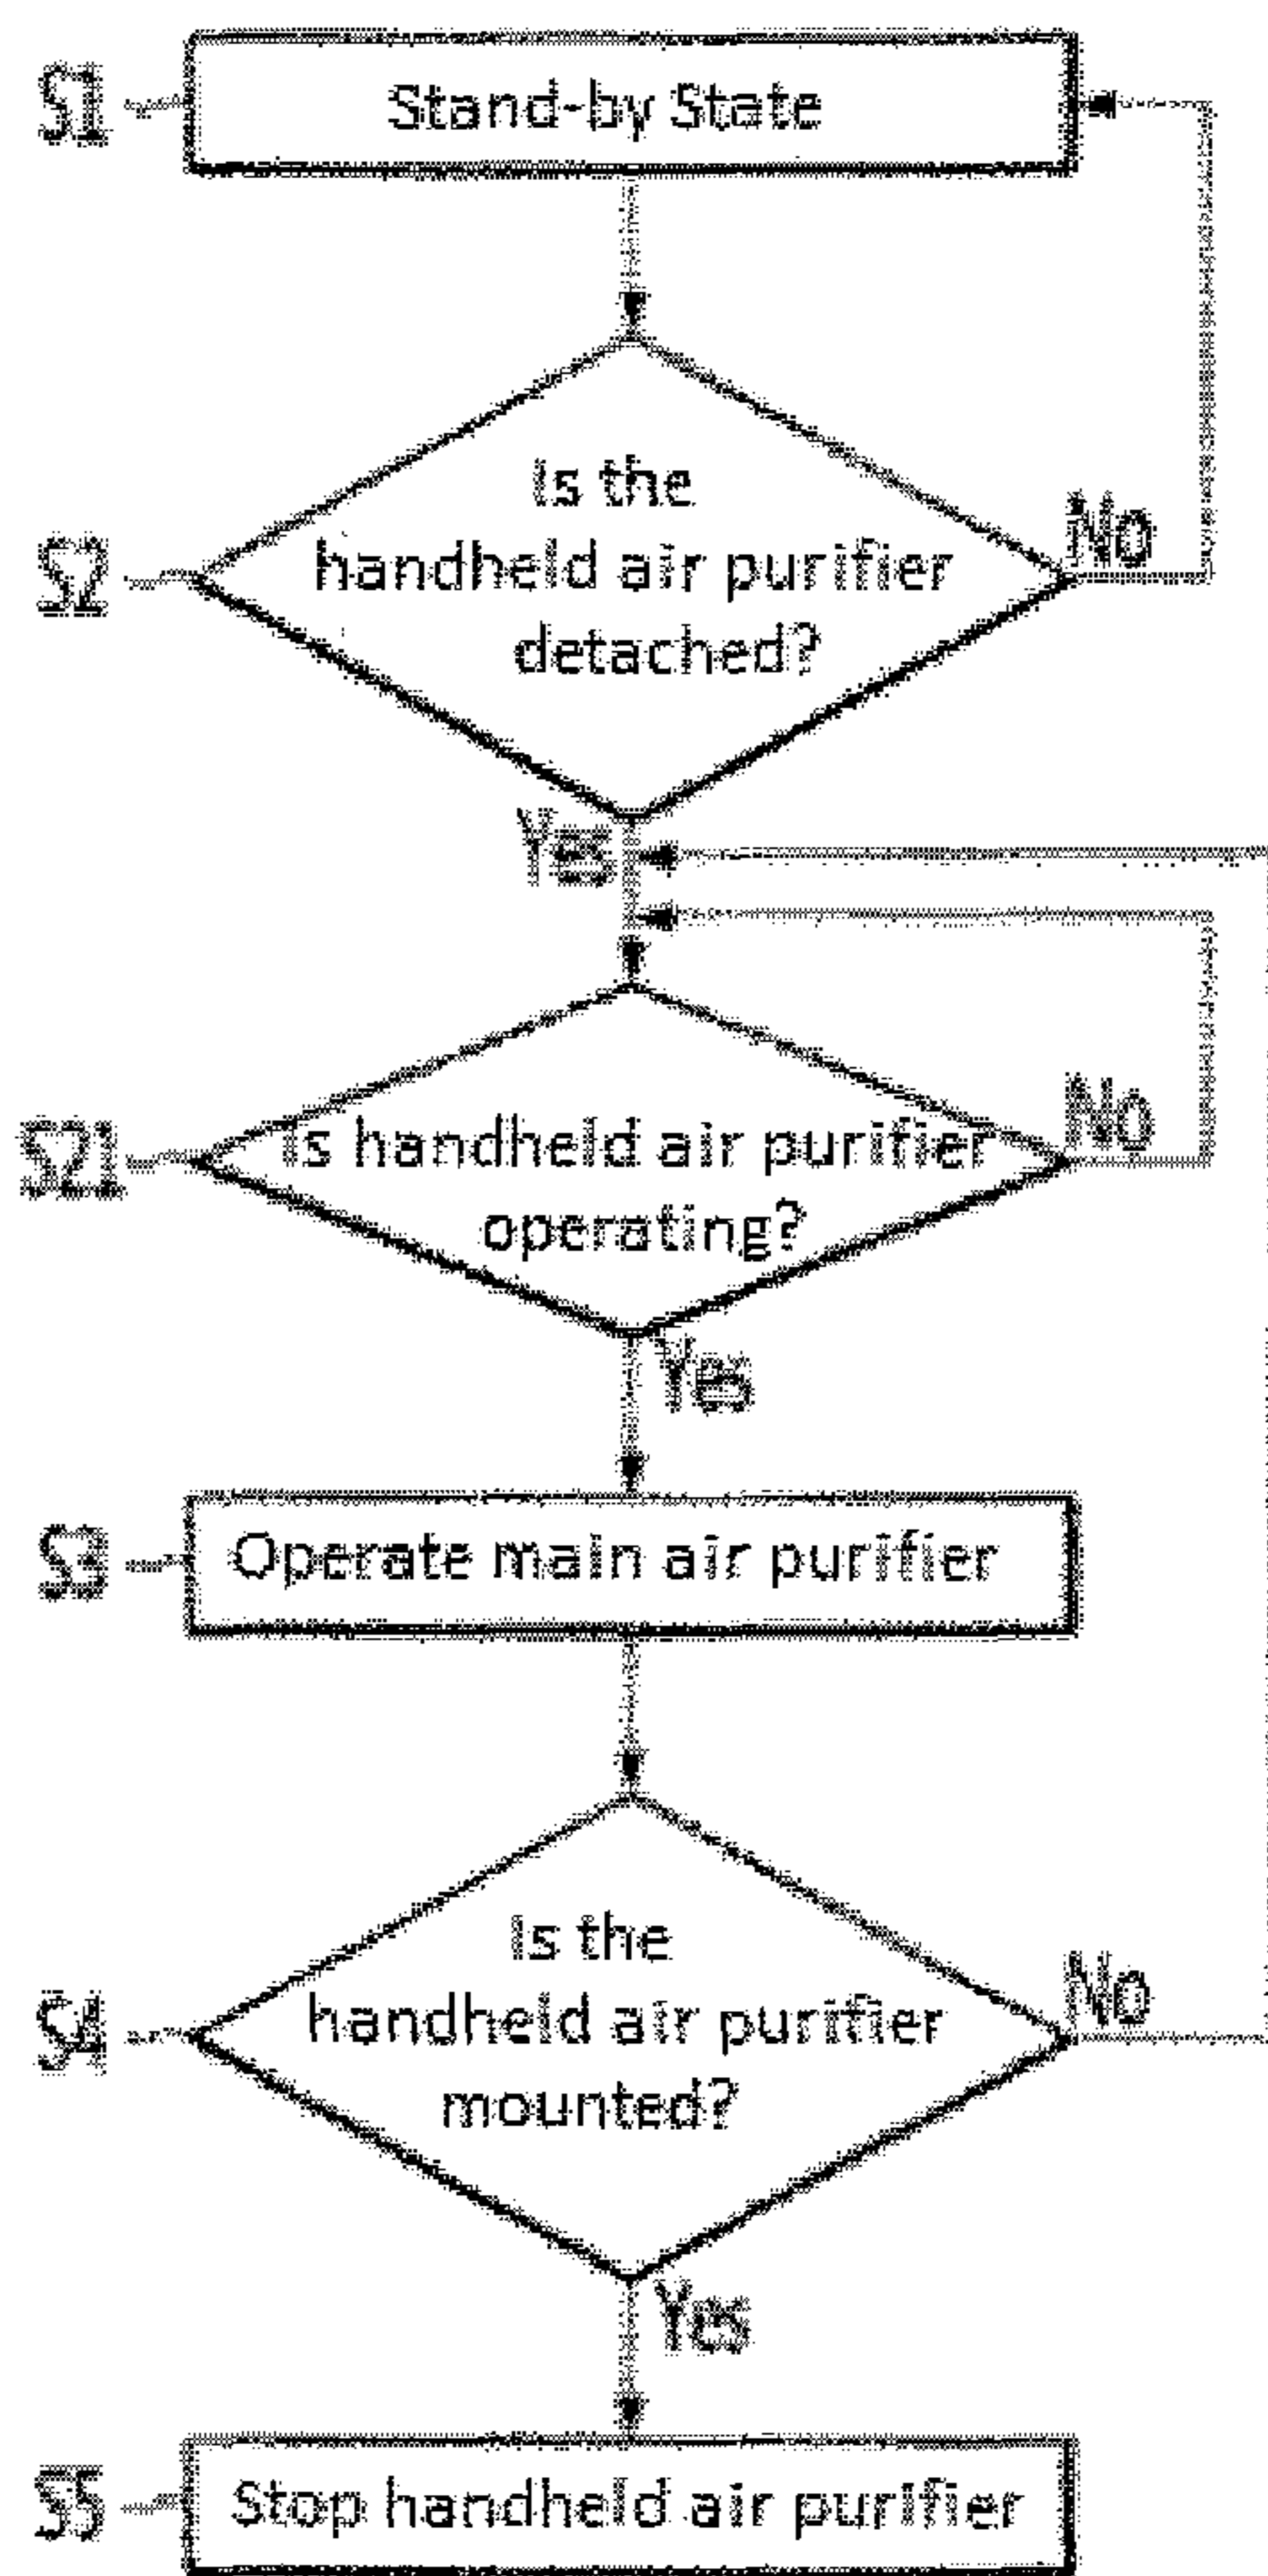 S1 Stand-by State
Is the
S2 handheld air purifier No
detached?
Yes
S21 Is handheld air purifier No
operating?
Yes
S3 Operate main air purifier
Is the
S4 handheld air purifier No
mounted?
Yes
S5 Stop handheld air purifier